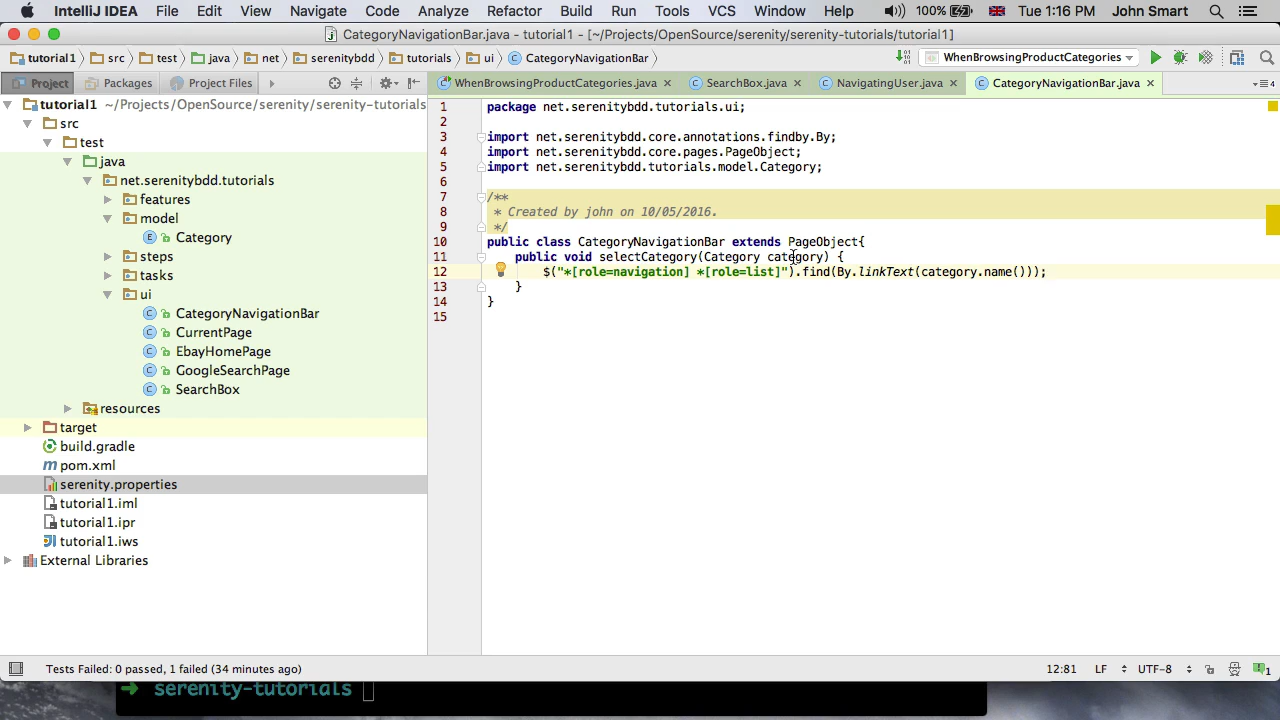 IntelliJ IDEA File Edit View Navigate Code Analyze Refactor Build Run Tools VCS Window Help 100% Tue 1:16 PM John Smart
CategoryNavigationBar.java - tutorial1 - [~/Projects/OpenSource/serenity/serenity-tutorials/tutorial1]
tutorial1 src test java net serenitybdd tutorials ui CategoryNavigationBar WhenBrowsingProductCategories
Project Packages Project Files WhenBrowsingProductCategories.java SearchBox.java NavigatingUser.java CategoryNavigationBar.java
tutorial1 ~/Projects/OpenSource/serenity/serenity-tutorials
src
test
java
net.serenitybdd.tutorials
features
model
Category
steps
tasks
ui
CategoryNavigationBar
CurrentPage
EbayHomePage
GoogleSearchPage
SearchBox
resources
target
build.gradle
pom.xml
serenity.properties
tutorial1.iml
tutorial1.ipr
tutorial1.iws
External Libraries
1 package net.serenitybdd.tutorials.ui;
2
3 import net.serenitybdd.core.annotations.findby.By;
4 import net.serenitybdd.core.pages.PageObject;
5 import net.serenitybdd.tutorials.model.Category;
6
7 /**
8 * Created by john on 10/05/2016.
9 */
10 public class CategoryNavigationBar extends PageObject{
11 public void selectCategory(Category category) {
12 $("*[role=navigation] *[role=list]").find(By.linkText(category.name()));
13 }
14 }
15
Tests Failed: 0 passed, 1 failed (34 minutes ago) 12:81 LF UTF-8
serenity-tutorials